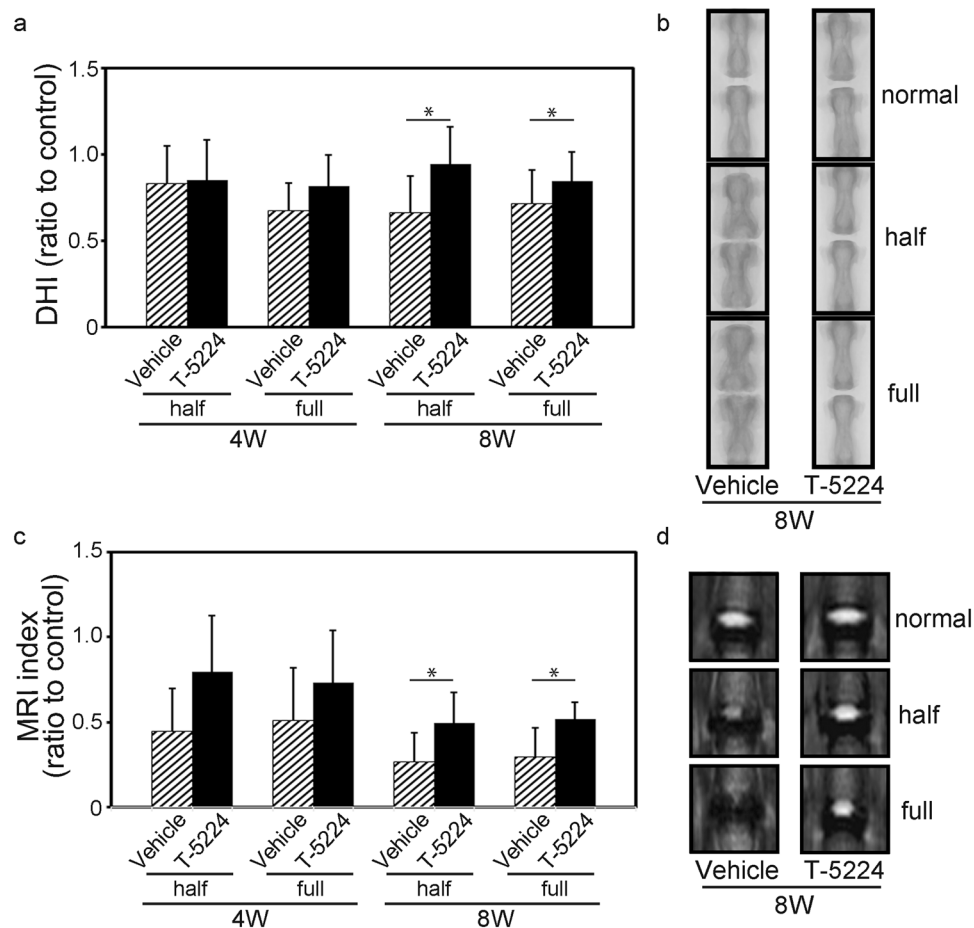 a
DHI (ratio to control)
1.5
1.0
0.5
0
*
*
Vehicle T-5224 Vehicle T-5224 Vehicle T-5224 Vehicle T-5224
half full half full
4W 8W
b
normal
half
full
Vehicle T-5224
8W
c
MRI index
(ratio to control)
1.5
1.0
0.5
0
*
*
Vehicle T-5224 Vehicle T-5224 Vehicle T-5224 Vehicle T-5224
half full half full
4W 8W
d
normal
half
full
Vehicle T-5224
8W